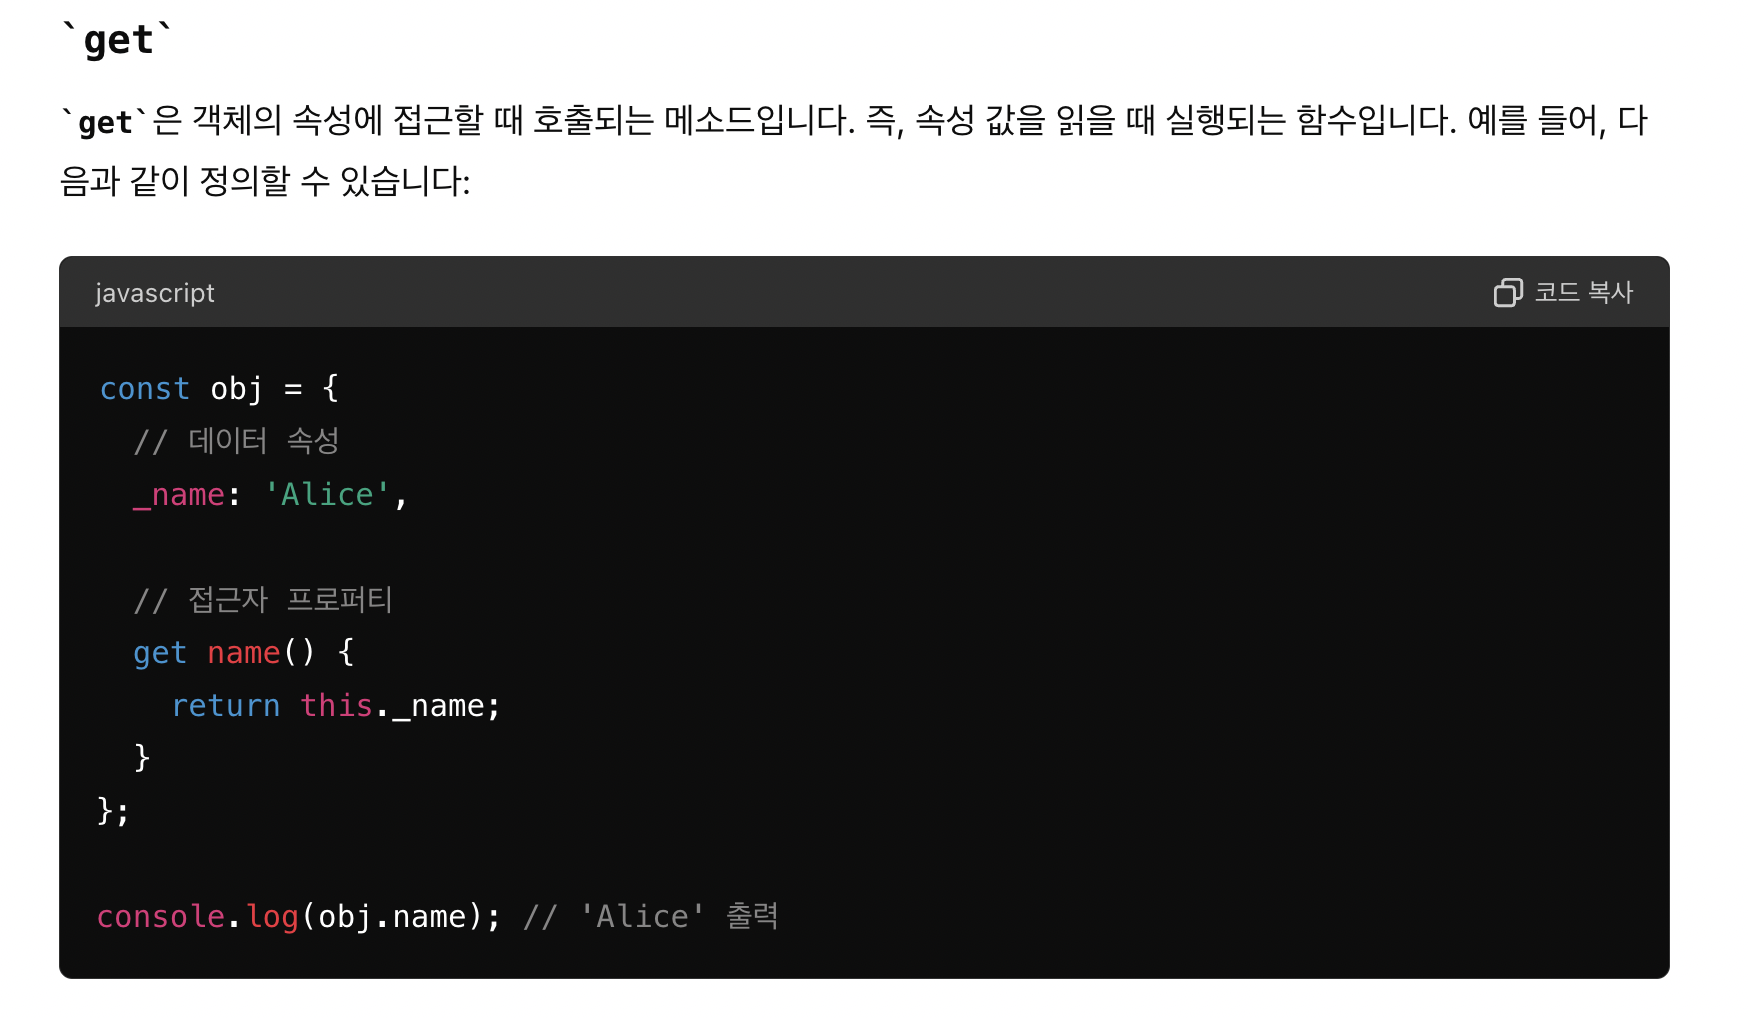 `get`
`get`은 객체의 속성에 접근할 때 호출되는 메소드입니다. 즉, 속성 값을 읽을 때 실행되는 함수입니다. 예를 들어, 다
음과 같이 정의할 수 있습니다:
javascript 코드 복사
const obj = {
  // 데이터 속성
  _name: 'Alice',

  // 접근자 프로퍼티
  get name() {
    return this._name;
  }
};

console.log(obj.name); // 'Alice' 출력